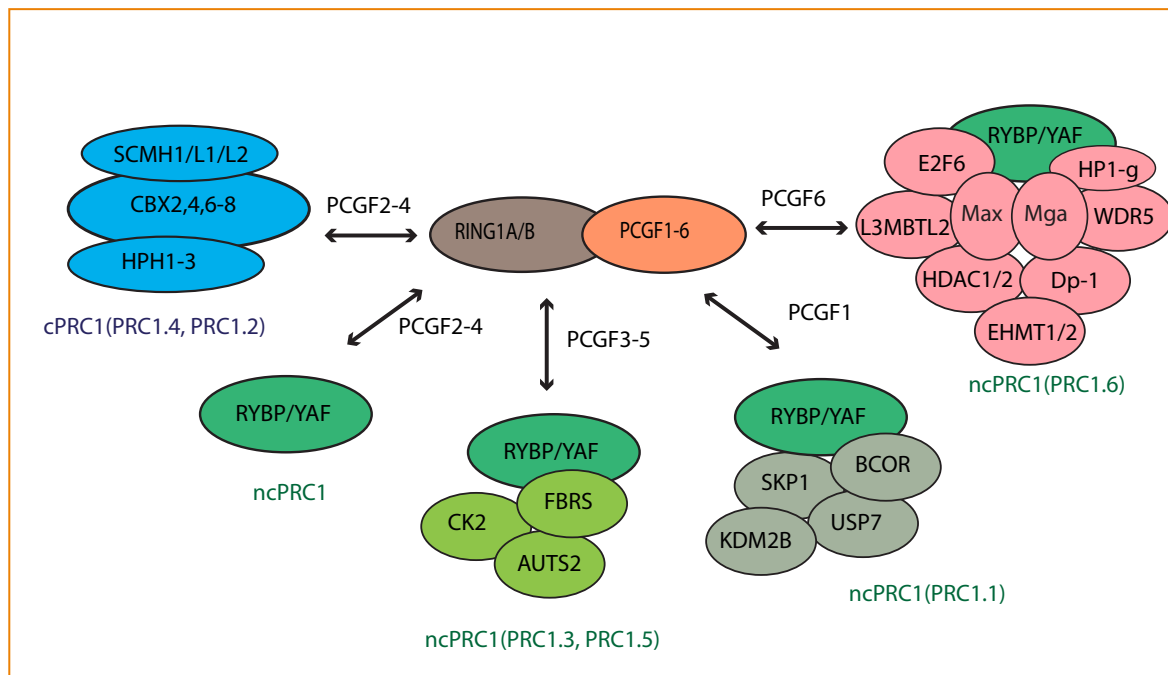 SCMH1/L1/L2
CBX2,4,6-8
HPH1-3
cPRC1(PRC1.4, PRC1.2)
PCGF2-4
RING1A/B
PCGF1-6
PCGF6
RYBP/YAF
E2F6
HP1-g
Max
Mga
L3MBTL2
WDR5
HDAC1/2
Dp-1
EHMT1/2
ncPRC1(PRC1.6)
PCGF2-4
PCGF3-5
PCGF1
RYBP/YAF
ncPRC1
RYBP/YAF
FBRS
CK2
AUTS2
ncPRC1(PRC1.3, PRC1.5)
RYBP/YAF
BCOR
SKP1
USP7
KDM2B
ncPRC1(PRC1.1)